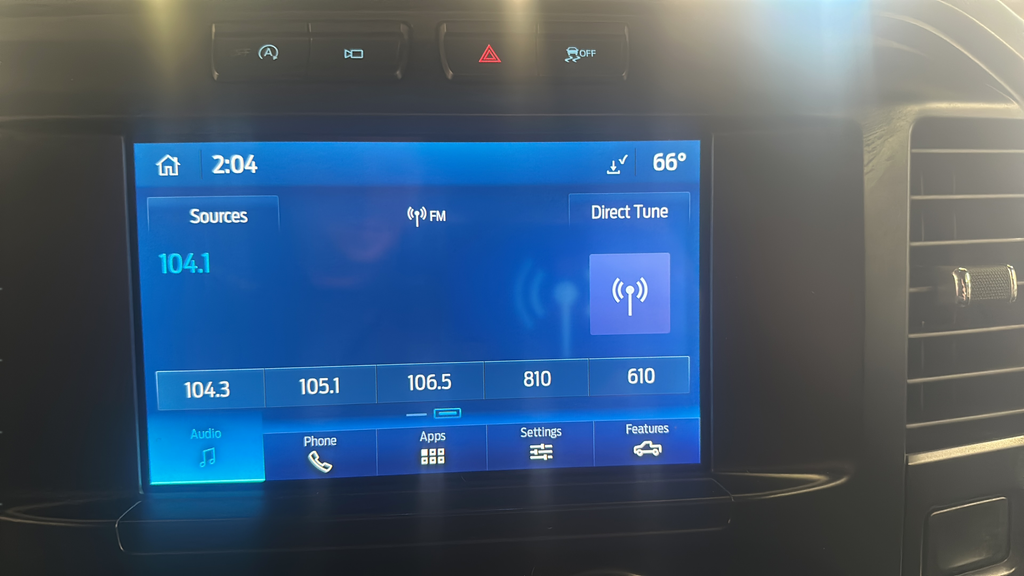 A
OFF
2:04
66°
Sources
FM
Direct Tune
104.1
104.3
105.1
106.5
810
610
Audio
Phone
Apps
Settings
Features